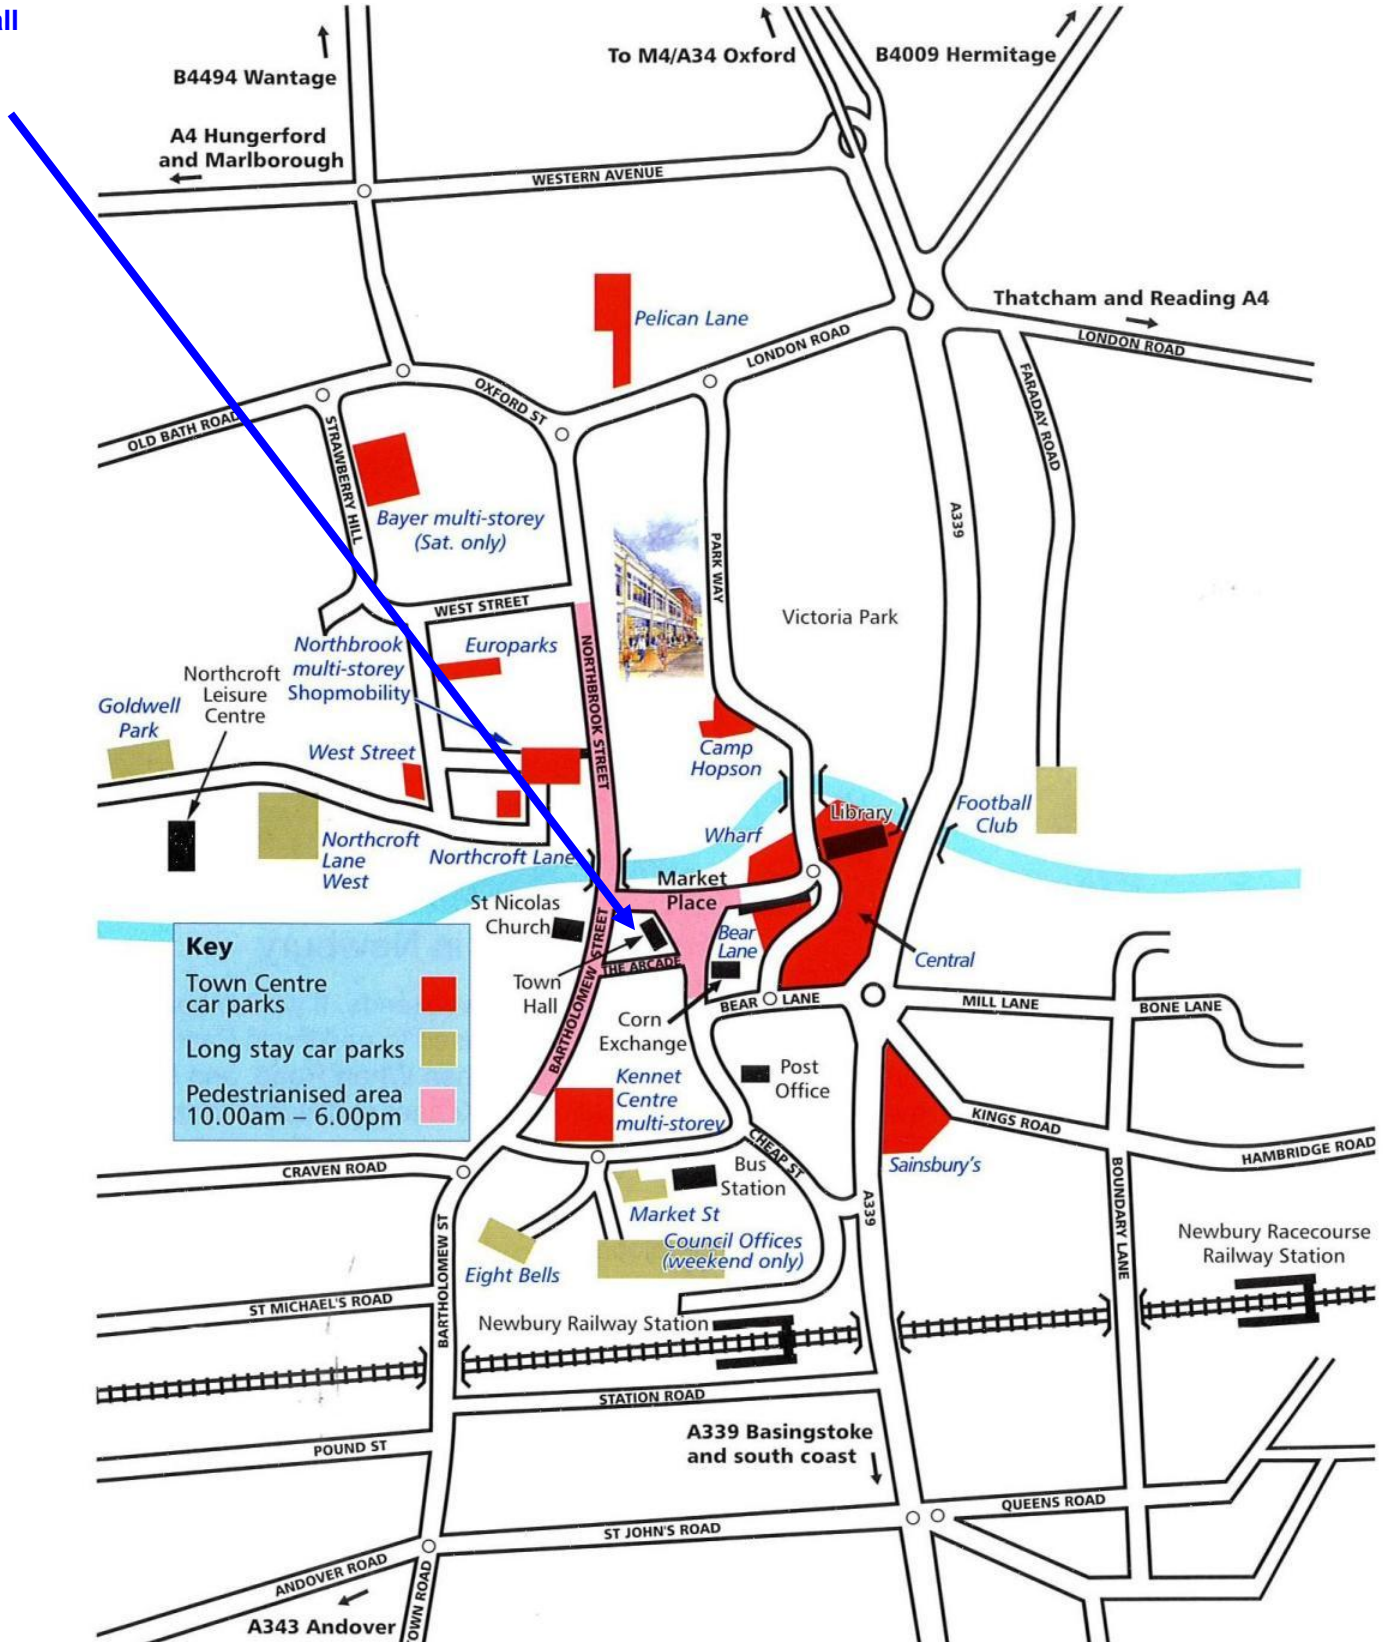 B4494 Wantage
To M4/A34 Oxford
B4009 Hermitage
A4 Hungerford
and Marlborough
WESTERN AVENUE
Pelican Lane
Thatcham and Reading A4
LONDON ROAD
LONDON ROAD
FARADAY ROAD
OXFORD ST
OLD BATH ROAD
STRAWBERRY HILL
Bayer multi-storey
(Sat. only)
A339
PARK WAY
WEST STREET
Victoria Park
Northbrook
multi-storey
Shopmobility
Europarks
NORTHBROOK STREET
Northcroft
Leisure
Centre
Goldwell
Park
West Street
Camp
Hopson
Library
Football
Club
Wharf
Northcroft
Lane
West
Northcroft Lane
Market
Place
St Nicolas
Church
Bear
Lane
Central
THE ARCADE
Town
Hall
BARTHOLOMEW STREET
BEAR LANE
MILL LANE
BONE LANE
Corn
Exchange
Key
Town Centre
car parks
Long stay car parks
Pedestrianised area
10.00am – 6.00pm
Post
Office
Kennet
Centre
multi-storey
KINGS ROAD
HAMBRIDGE ROAD
CHEAP ST
Sainsbury's
CRAVEN ROAD
Bus
Station
Market St
A339
BOUNDARY LANE
Council Offices
(weekend only)
Eight Bells
Newbury Racecourse
Railway Station
BARTHOLOMEW ST
ST MICHAEL'S ROAD
Newbury Railway Station
STATION ROAD
A339 Basingstoke
and south coast
POUND ST
QUEENS ROAD
ST JOHN'S ROAD
ANDOVER ROAD
A343 Andover